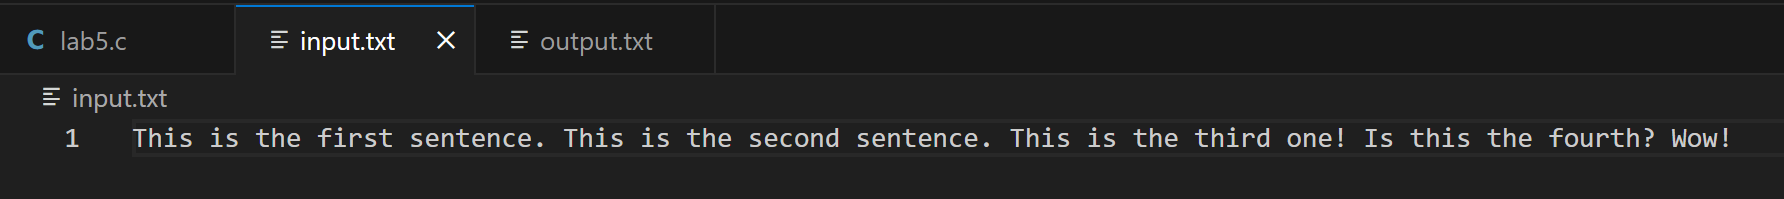 C lab5.c input.txt × output.txt
input.txt
1 This is the first sentence. This is the second sentence. This is the third one! Is this the fourth? Wow!